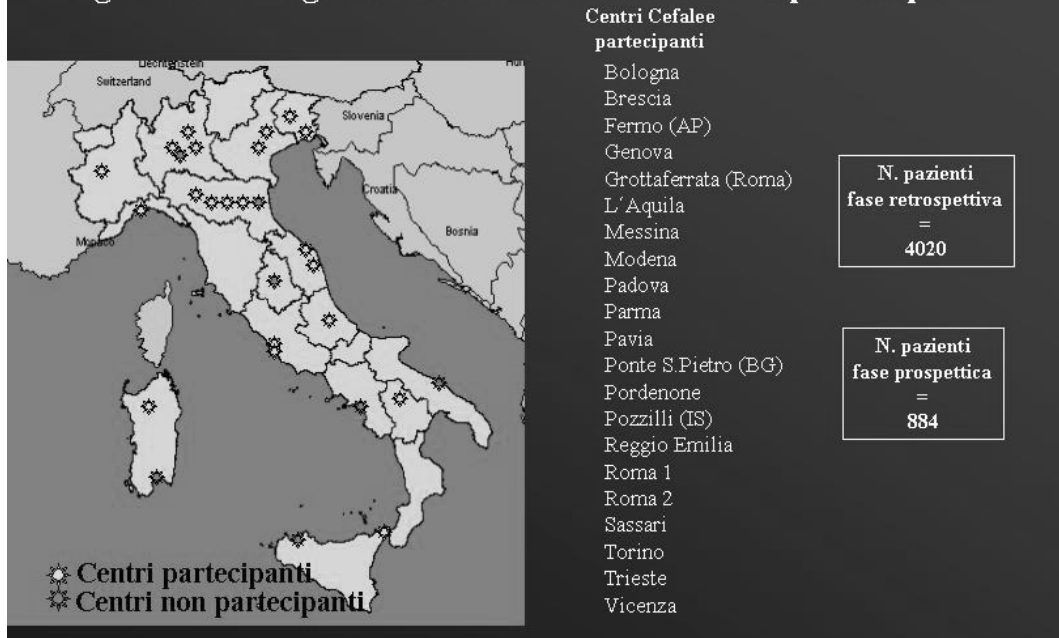 Centri Cefalee
partecipanti
Bologna
Brescia
Fermo (AP)
Genova
Grottaferrata (Roma)
L´Aquila
Messina
Modena
Padova
Parma
Pavia
Ponte S.Pietro (BG)
Pordenone
Pozzilli (IS)
Reggio Emilia
Roma 1
Roma 2
Sassari
Torino
Trieste
Vicenza
N. pazienti
fase retrospettiva
=
4020
N. pazienti
fase prospettica
=
884
Liechtenstein
Switzerland
Slovenia
Croatia
Bosnia
Monaco
Centri partecipanti
Centri non partecipanti